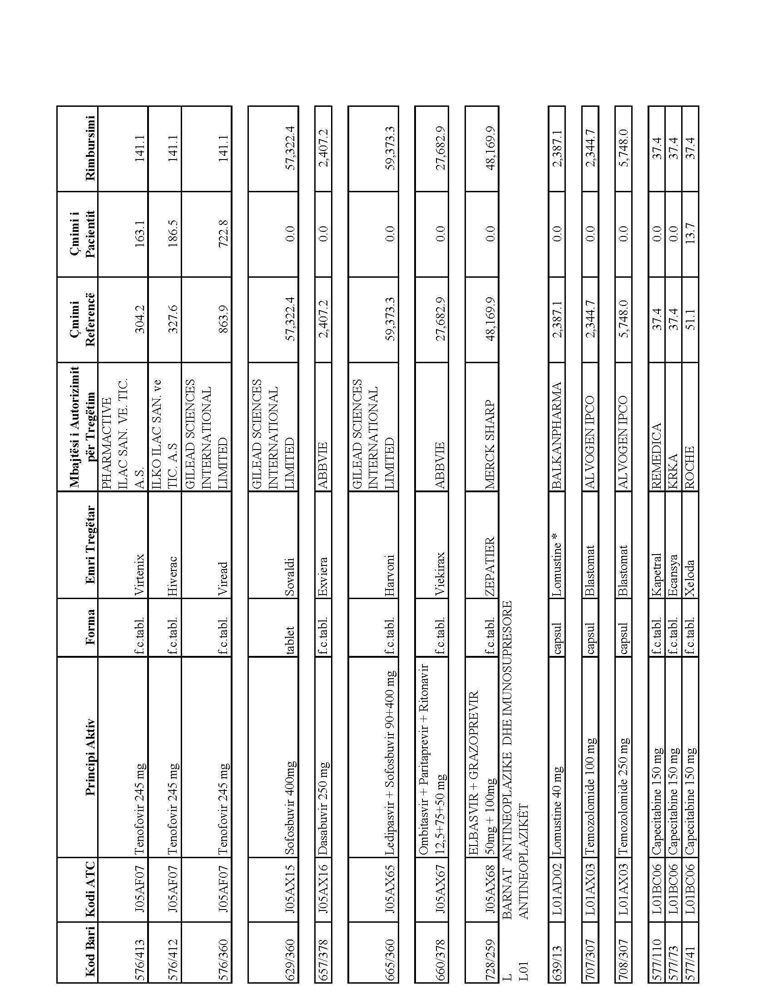 Kod Bari Kodi ATC Principi Aktiv Forma Emri Tregëtar Mbajtësi i Autorizimit për Tregëtim Çmimi Referencë Çmimi i Pacientit Rimbursimi
576/413 J05AF07 Tenofovir 245 mg f.c.tabl. Virtenix PHARMACTIVE ILAC SAN. VE. TIC. A.S. 304.2 163.1 141.1
576/412 J05AF07 Tenofovir 245 mg f.c.tabl. Hiverac ILKO ILAC SAN. ve TIC. A.S 327.6 186.5 141.1
576/360 J05AF07 Tenofovir 245 mg f.c.tabl. Viread GILEAD SCIENCES INTERNATIONAL LIMITED 863.9 722.8 141.1
629/360 J05AX15 Sofosbuvir 400mg tablet Sovaldi GILEAD SCIENCES INTERNATIONAL LIMITED 57,322.4 0.0 57,322.4
657/378 J05AX16 Dasabuvir 250 mg f.c.tabl. Exviera ABBVIE 2,407.2 0.0 2,407.2
665/360 J05AX65 Ledipasvir + Sofosbuvir 90+400 mg f.c.tabl. Harvoni GILEAD SCIENCES INTERNATIONAL LIMITED 59,373.3 0.0 59,373.3
660/378 J05AX67 Ombitasvir + Paritaprevir + Ritonavir 12,5+75+50 mg f.c.tabl. Viekirax ABBVIE 27,682.9 0.0 27,682.9
728/259 J05AX68 ELBASVIR + GRAZOPREVIR 50mg + 100mg f.c.tabl. ZEPATIER MERCK SHARP 48,169.9 0.0 48,169.9
L BARNAT ANTINEOPLAZIKE DHE IMUNOSUPRESORE
L01 ANTINEOPLAZIKËT
639/13 L01AD02 Lomustine 40 mg capsul Lomustine * BALKANPHARMA 2,387.1 0.0 2,387.1
707/307 L01AX03 Temozolomide 100 mg capsul Blastomat ALVOGEN IPCO 2,344.7 0.0 2,344.7
708/307 L01AX03 Temozolomide 250 mg capsul Blastomat ALVOGEN IPCO 5,748.0 0.0 5,748.0
577/110 L01BC06 Capecitabine 150 mg f.c.tabl. Kapetral REMEDICA 37.4 0.0 37.4
577/73 L01BC06 Capecitabine 150 mg f.c.tabl. Ecansya KRKA 37.4 0.0 37.4
577/41 L01BC06 Capecitabine 150 mg f.c.tabl. Xeloda ROCHE 51.1 13.7 37.4